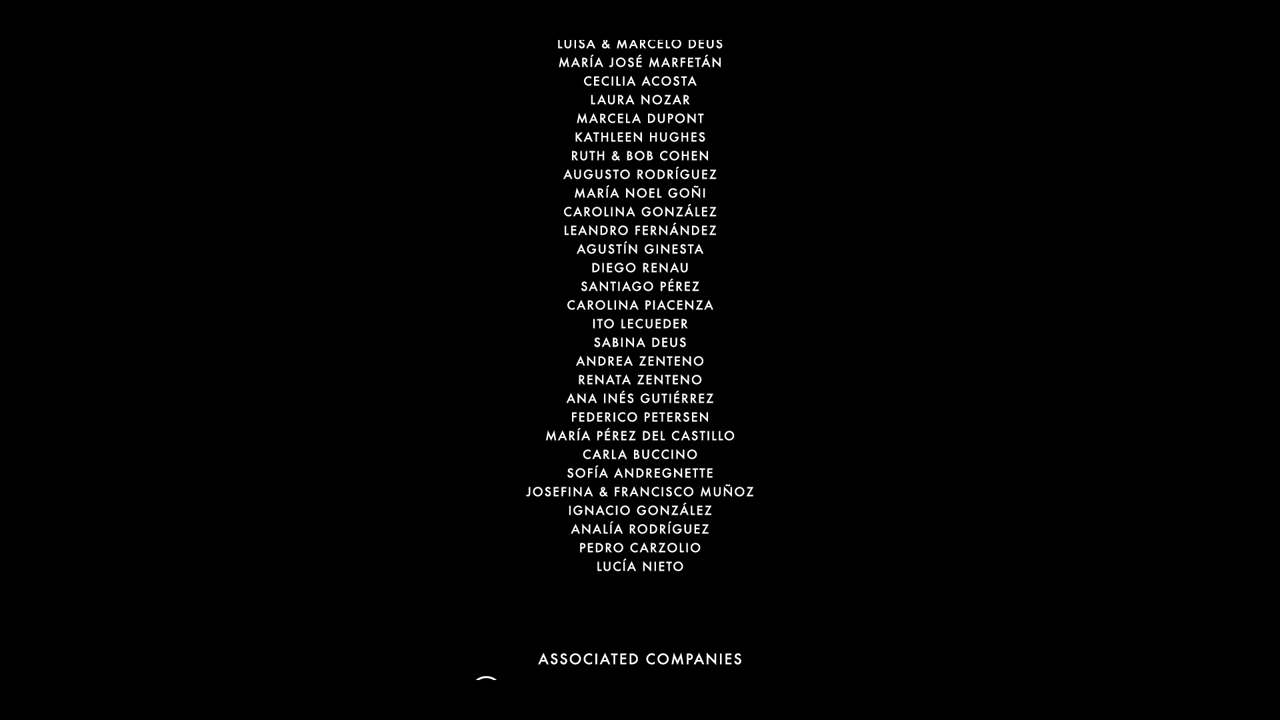 LUISA & MARCELO DEUS
MARÍA JOSÉ MARFETÁN
CECILIA ACOSTA
LAURA NOZAR
MARCELA DUPONT
KATHLEEN HUGHES
RUTH & BOB COHEN
AUGUSTO RODRÍGUEZ
MARÍA NOEL GOÑI
CAROLINA GONZÁLEZ
LEANDRO FERNÁNDEZ
AGUSTÍN GINESTA
DIEGO RENAU
SANTIAGO PÉREZ
CAROLINA PIACENZA
ITO LECUEDER
SABINA DEUS
ANDREA ZENTENO
RENATA ZENTENO
ANA INÉS GUTIÉRREZ
FEDERICO PETERSEN
MARÍA PÉREZ DEL CASTILLO
CARLA BUCCINO
SOFÍA ANDREGNETTE
JOSEFINA & FRANCISCO MUÑOZ
IGNACIO GONZÁLEZ
ANALÍA RODRÍGUEZ
PEDRO CARZOLIO
LUCÍA NIETO
ASSOCIATED COMPANIES